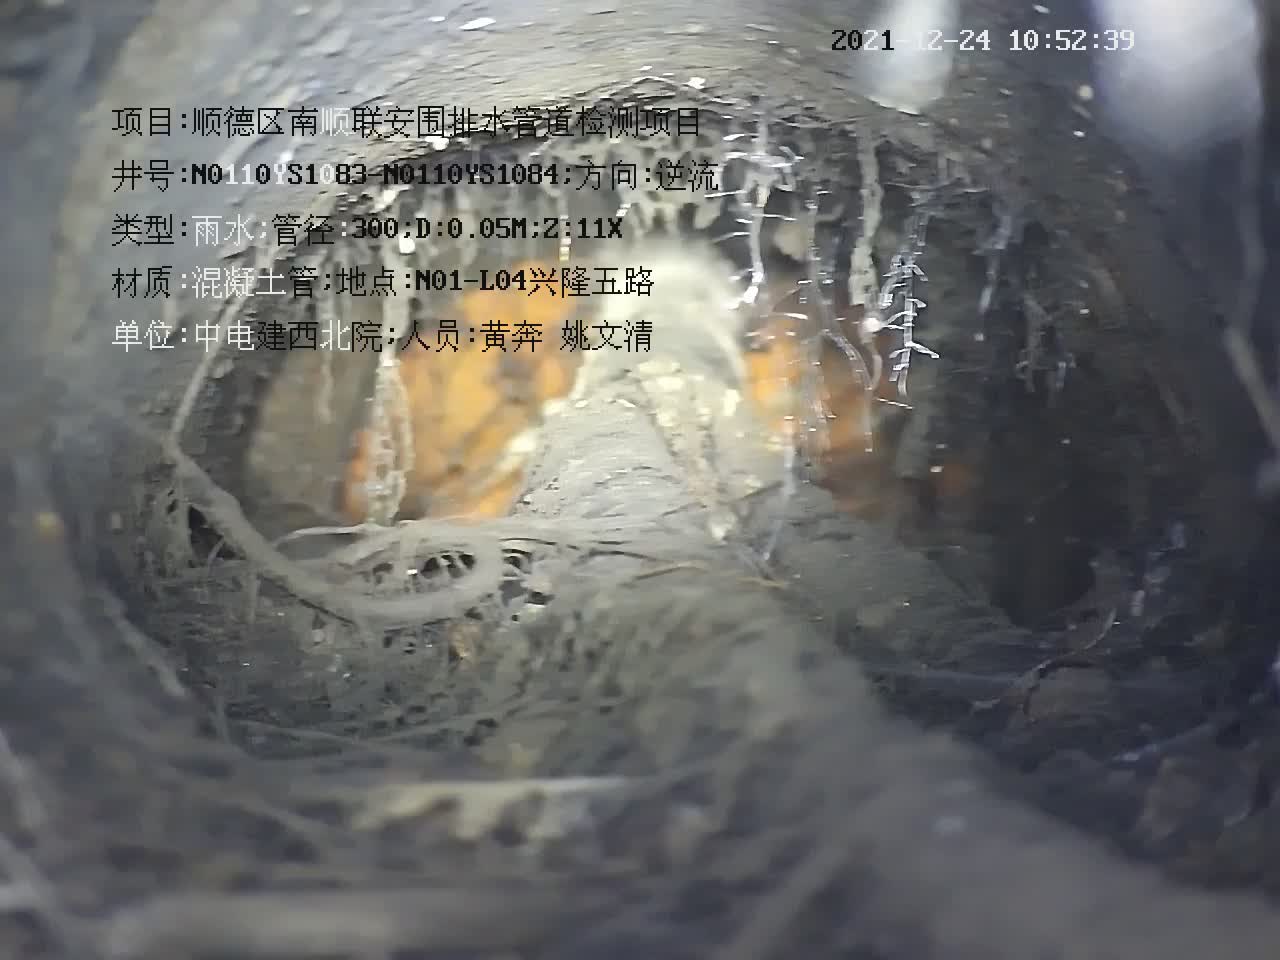 2021-12-24 10:52:39
项目:顺德区南顺联安围排水管道检测项目
井号:N0110YS1083-N0110YS1084;方向:逆流
类型:雨水;管径:300;D:0.05M;Z:11X
材质:混凝土管;地点:N01-L04兴隆五路
单位:中电建西北院;人员:黄奔 姚文清